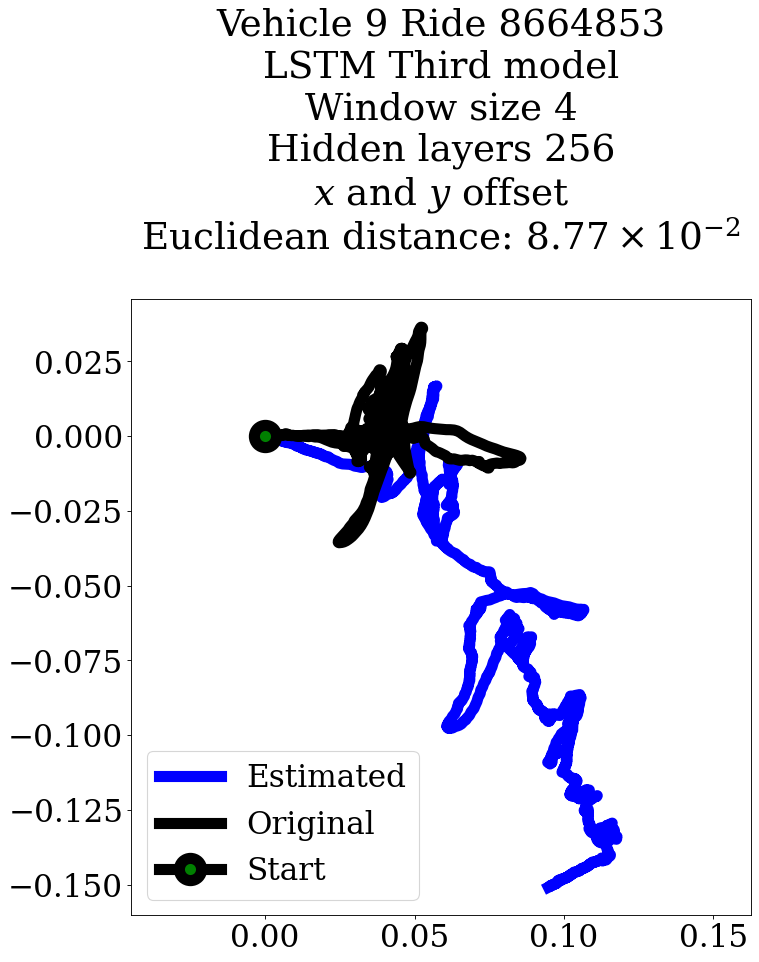 Vehicle 9 Ride 8664853
LSTM Third model
Window size 4
Hidden layers 256
x and y offset
Euclidean distance: 8.77 × 10⁻²
0.025
0.000
−0.025
−0.050
−0.075
−0.100
−0.125
−0.150
Estimated
Original
Start
0.00 0.05 0.10 0.15